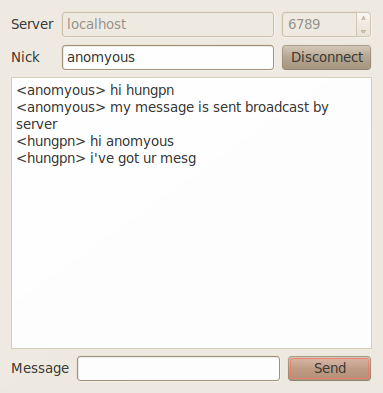 Server localhost 6789
Nick anomyous Disconnect
<anomyous> hi hungpn
<anomyous> my message is sent broadcast by
server
<hungpn> hi anomyous
<hungpn> i've got ur mesg
Message Send